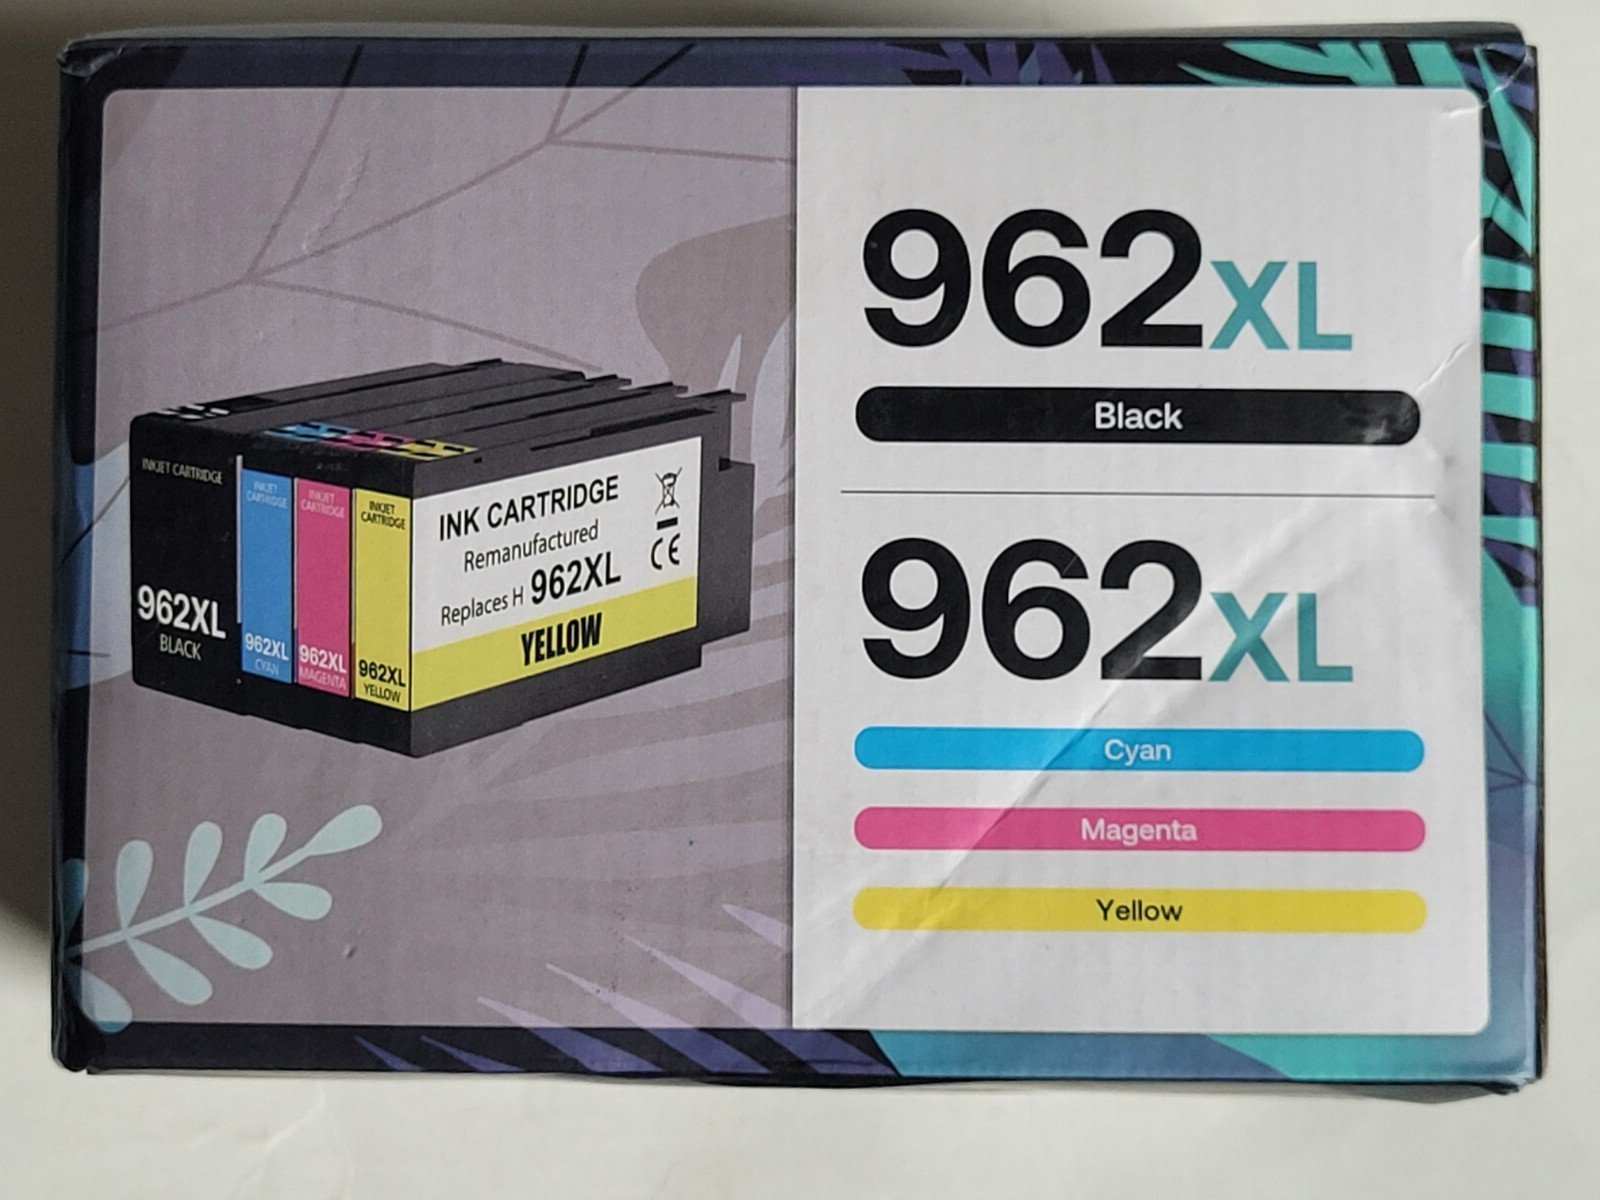 INKJET CARTRIDGE
962XL
BLACK
INKJET
CARTRIDGE
962XL
CYAN
INKJET
CARTRIDGE
962XL
MAGENTA
INKJET
CARTRIDGE
962XL
YELLOW
INK CARTRIDGE
Remanufactured
Replaces H 962XL
YELLOW
CE
962XL
Black
962XL
Cyan
Magenta
Yellow